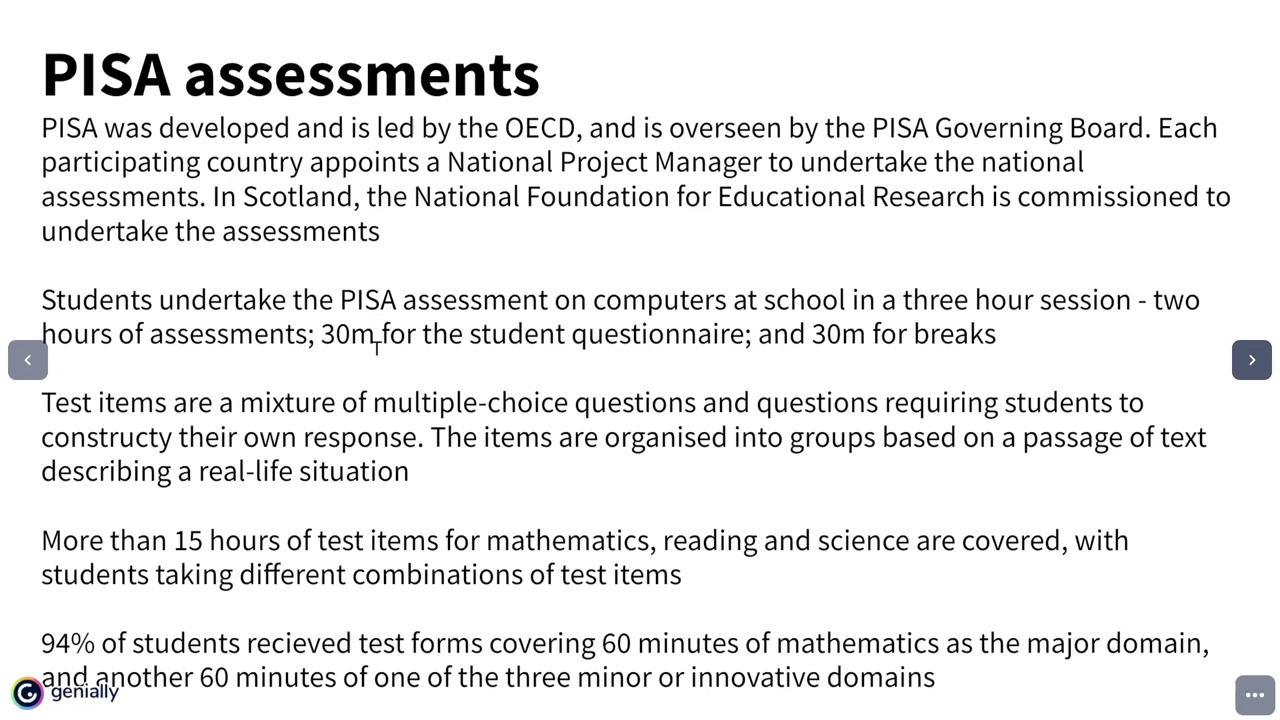 PISA assessments
PISA was developed and is led by the OECD, and is overseen by the PISA Governing Board. Each
participating country appoints a National Project Manager to undertake the national
assessments. In Scotland, the National Foundation for Educational Research is commissioned to
undertake the assessments
Students undertake the PISA assessment on computers at school in a three hour session - two
hours of assessments; 30m for the student questionnaire; and 30m for breaks
Test items are a mixture of multiple-choice questions and questions requiring students to
constructy their own response. The items are organised into groups based on a passage of text
describing a real-life situation
More than 15 hours of test items for mathematics, reading and science are covered, with
students taking different combinations of test items
94% of students recieved test forms covering 60 minutes of mathematics as the major domain,
and another 60 minutes of one of the three minor or innovative domains
genially